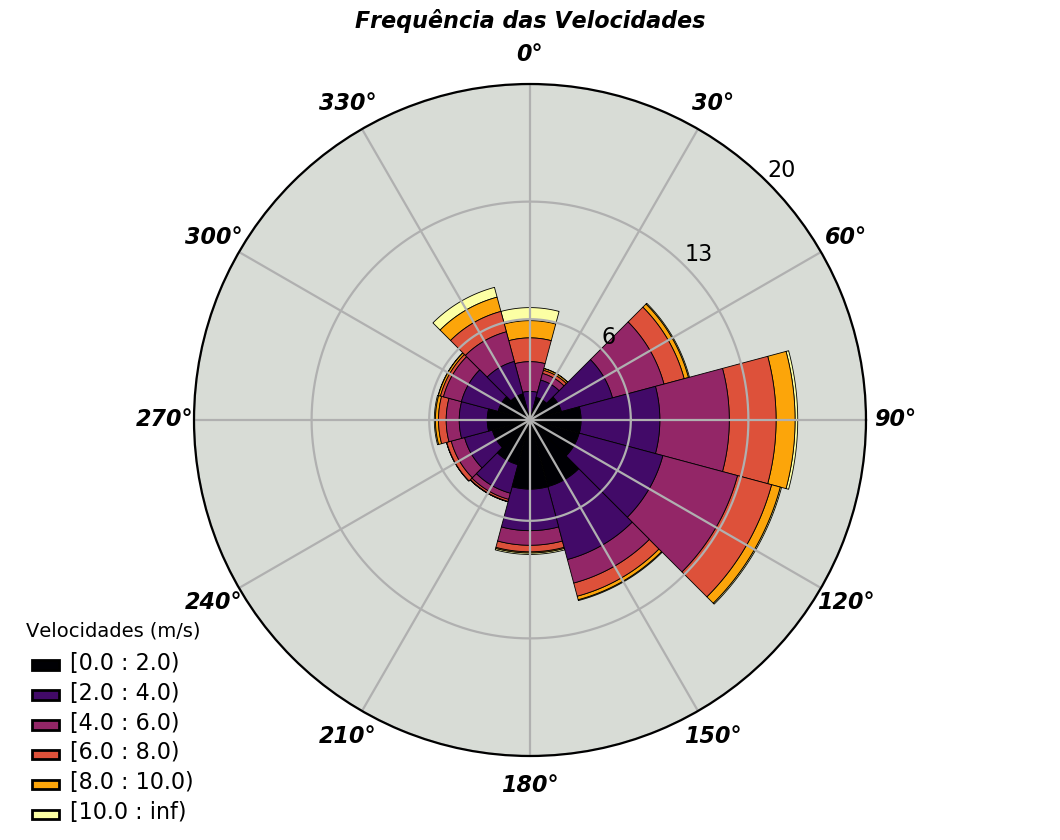 Frequência das Velocidades
0°
330°
30°
20
300°
60°
13
6
270°
90°
240°
120°
210°
150°
180°
Velocidades (m/s)
[0.0 : 2.0)
[2.0 : 4.0)
[4.0 : 6.0)
[6.0 : 8.0)
[8.0 : 10.0)
[10.0 : inf)